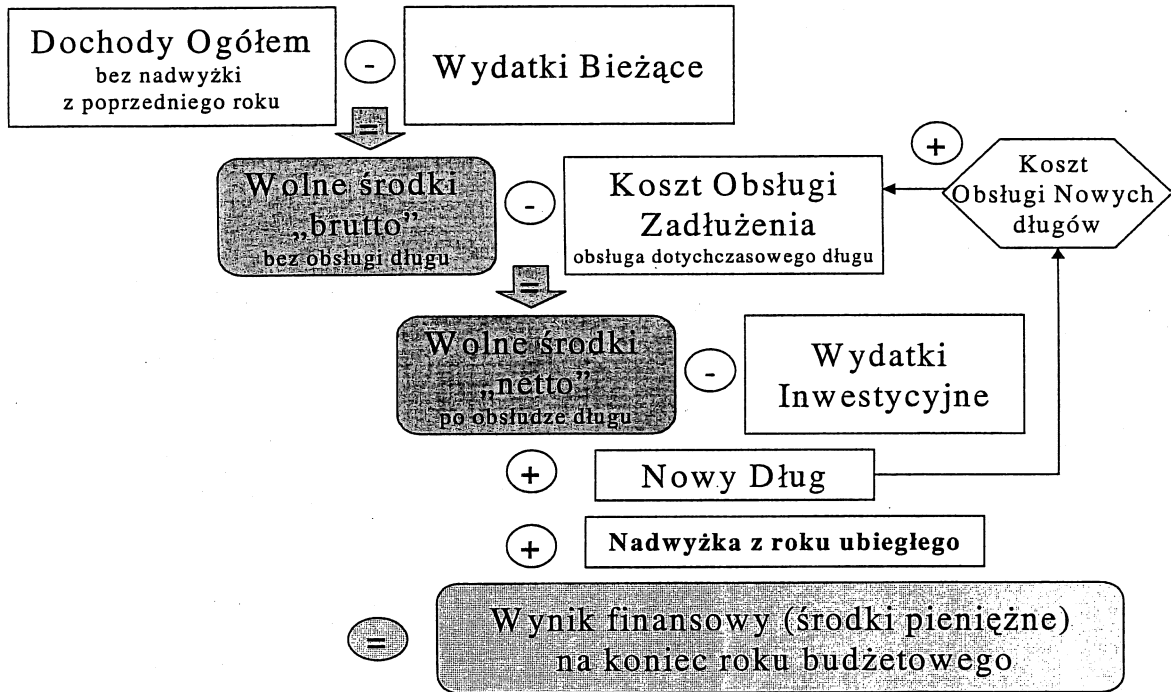 Dochody Ogółem
bez nadwyżki
z poprzedniego roku
-
Wydatki Bieżące
=
Wolne środki
„brutto”
bez obsługi długu
-
Koszt Obsługi
Zadłużenia
obsługa dotychczasowego długu
+
Koszt
Obsługi Nowych
długów
=
Wolne środki
„netto”
po obsłudze długu
-
Wydatki
Inwestycyjne
+
Nowy Dług
+
Nadwyżka z roku ubiegłego
=
Wynik finansowy (środki pieniężne)
na koniec roku budżetowego